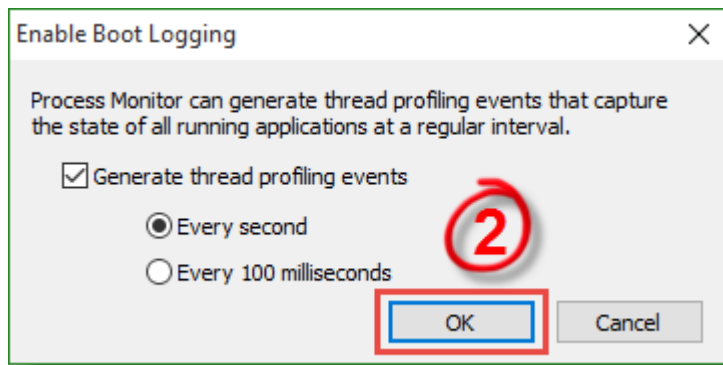 Enable Boot Logging
Process Monitor can generate thread profiling events that capture
the state of all running applications at a regular interval.
Generate thread profiling events
Every second
2
Every 100 milliseconds
OK Cancel